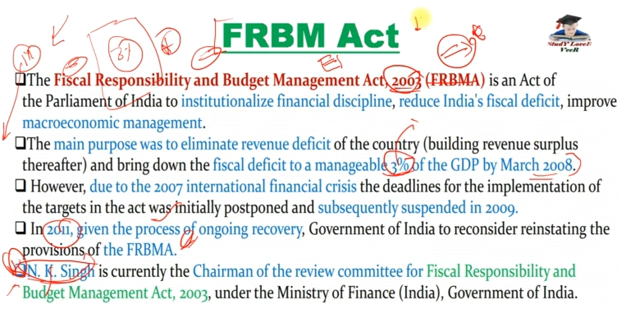 FRBM Act
StudY LoveR
VeeR
❑The Fiscal Responsibility and Budget Management Act, 2003 (FRBMA) is an Act of
the Parliament of India to institutionalize financial discipline, reduce India's fiscal deficit, improve
macroeconomic management.
❑The main purpose was to eliminate revenue deficit of the country (building revenue surplus
thereafter) and bring down the fiscal deficit to a manageable 3% of the GDP by March 2008.
❑ However, due to the 2007 international financial crisis the deadlines for the implementation of
the targets in the act was initially postponed and subsequently suspended in 2009.
❑ In 2011, given the process of ongoing recovery, Government of India to reconsider reinstating the
provisions of the FRBMA.
❑N. K. Singh is currently the Chairman of the review committee for Fiscal Responsibility and
Budget Management Act, 2003, under the Ministry of Finance (India), Government of India.